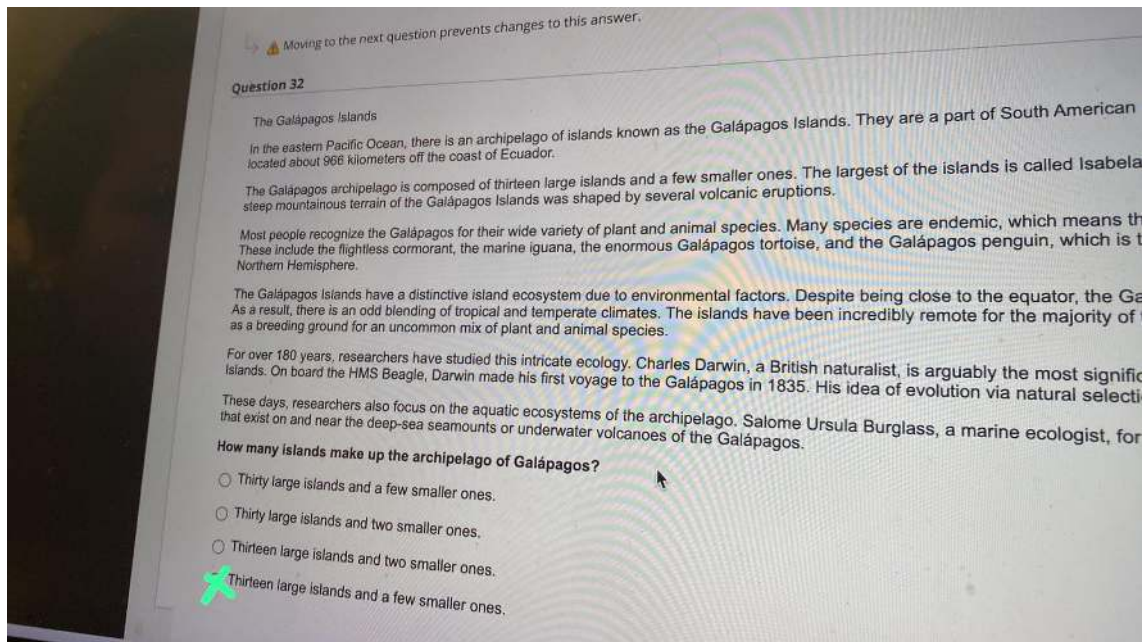 Moving to the next question prevents changes to this answer.
Question 32
The Galápagos Islands
In the eastern Pacific Ocean, there is an archipelago of islands known as the Galápagos Islands. They are a part of South American
located about 966 kilometers off the coast of Ecuador.
The Galápagos archipelago is composed of thirteen large islands and a few smaller ones. The largest of the islands is called Isabela
steep mountainous terrain of the Galápagos Islands was shaped by several volcanic eruptions.
Most people recognize the Galápagos for their wide variety of plant and animal species. Many species are endemic, which means th
These include the flightless cormorant, the marine iguana, the enormous Galápagos tortoise, and the Galápagos penguin, which is t
Northern Hemisphere.
The Galápagos Islands have a distinctive island ecosystem due to environmental factors. Despite being close to the equator, the Ga
As a result, there is an odd blending of tropical and temperate climates. The islands have been incredibly remote for the majority of
as a breeding ground for an uncommon mix of plant and animal species.
For over 180 years, researchers have studied this intricate ecology. Charles Darwin, a British naturalist, is arguably the most signific
Islands. On board the HMS Beagle, Darwin made his first voyage to the Galápagos in 1835. His idea of evolution via natural selecti
These days, researchers also focus on the aquatic ecosystems of the archipelago. Salome Ursula Burglass, a marine ecologist, for
that exist on and near the deep-sea seamounts or underwater volcanoes of the Galápagos.
How many islands make up the archipelago of Galápagos?
Thirty large islands and a few smaller ones.
Thirty large islands and two smaller ones.
Thirteen large islands and two smaller ones.
Thirteen large islands and a few smaller ones.